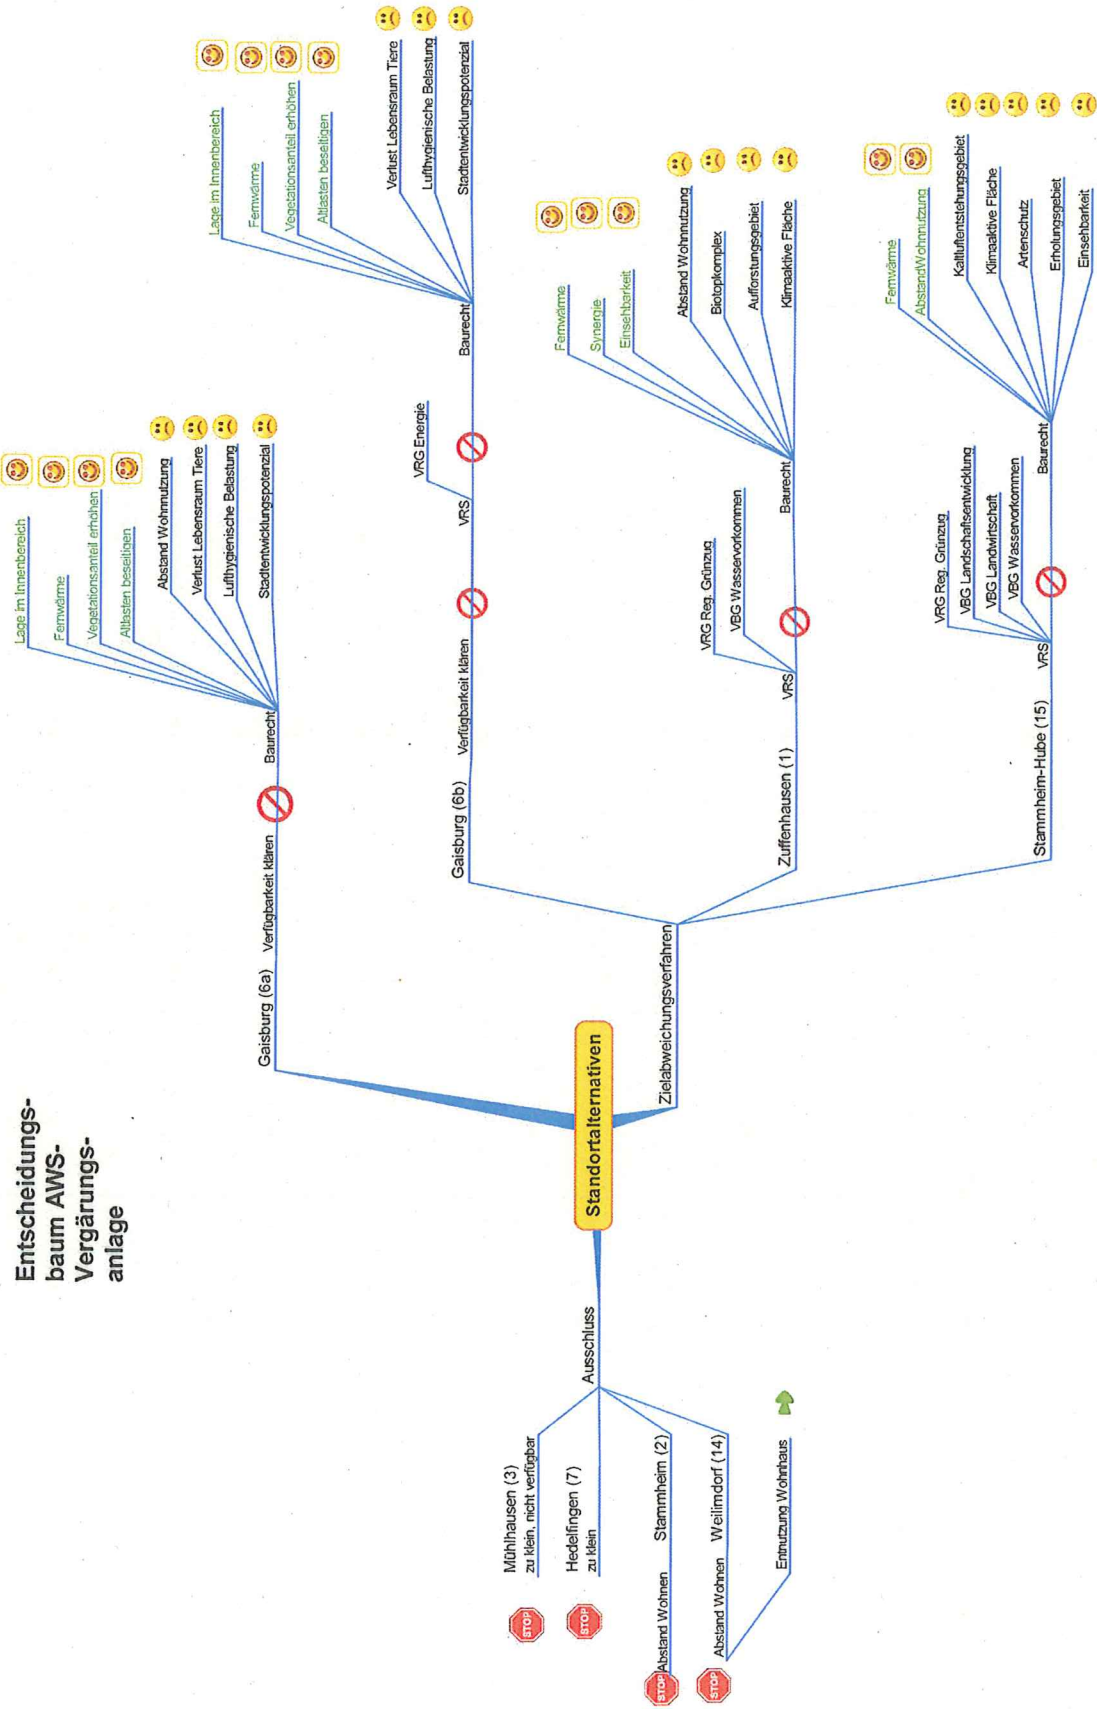 Entscheidungs-
baum AWS-
Vergärungs-
anlage
Standortalternativen
Ausschluss
Mühlhausen (3)
zu klein, nicht verfügbar
STOP
Hedelfingen (7)
zu klein
STOP
Stammheim (2)
Abstand Wohnen
STOP
Weilimdorf (14)
Abstand Wohnen
STOP
Entnutzung Wohnhaus
Gaisburg (6a)
Verfügbarkeit klären
Baurecht
Lage im Innenbereich
Fernwärme
Vegetationsanteil erhöhen
Altlasten beseitigen
Abstand Wohnnutzung
Verlust Lebensraum Tiere
Lufthygienische Belastung
Stadtentwicklungspotenzial
Zielabweichungsverfahren
Gaisburg (6b)
Verfügbarkeit klären
VRS
VRG Energie
Baurecht
Lage im Innenbereich
Fernwärme
Vegetationsanteil erhöhen
Altlasten beseitigen
Verlust Lebensraum Tiere
Lufthygienische Belastung
Stadtentwicklungspotenzial
Zuffenhausen (1)
VRS
VRG Reg. Grünzug
VBG Wasservorkommen
Baurecht
Fernwärme
Synergie
Einsehbarkeit
Abstand Wohnnutzung
Biotopkomplex
Aufforstungsgebiet
Klimaaktive Fläche
Stammheim-Hube (15)
VRS
VRG Reg. Grünzug
VBG Landschaftsentwicklung
VBG Landwirtschaft
VBG Wasservorkommen
Baurecht
Fernwärme
AbstandWohnnutzung
Kaltluftentstehungsgebiet
Klimaaktive Fläche
Artenschutz
Erholungsgebiet
Einsehbarkeit